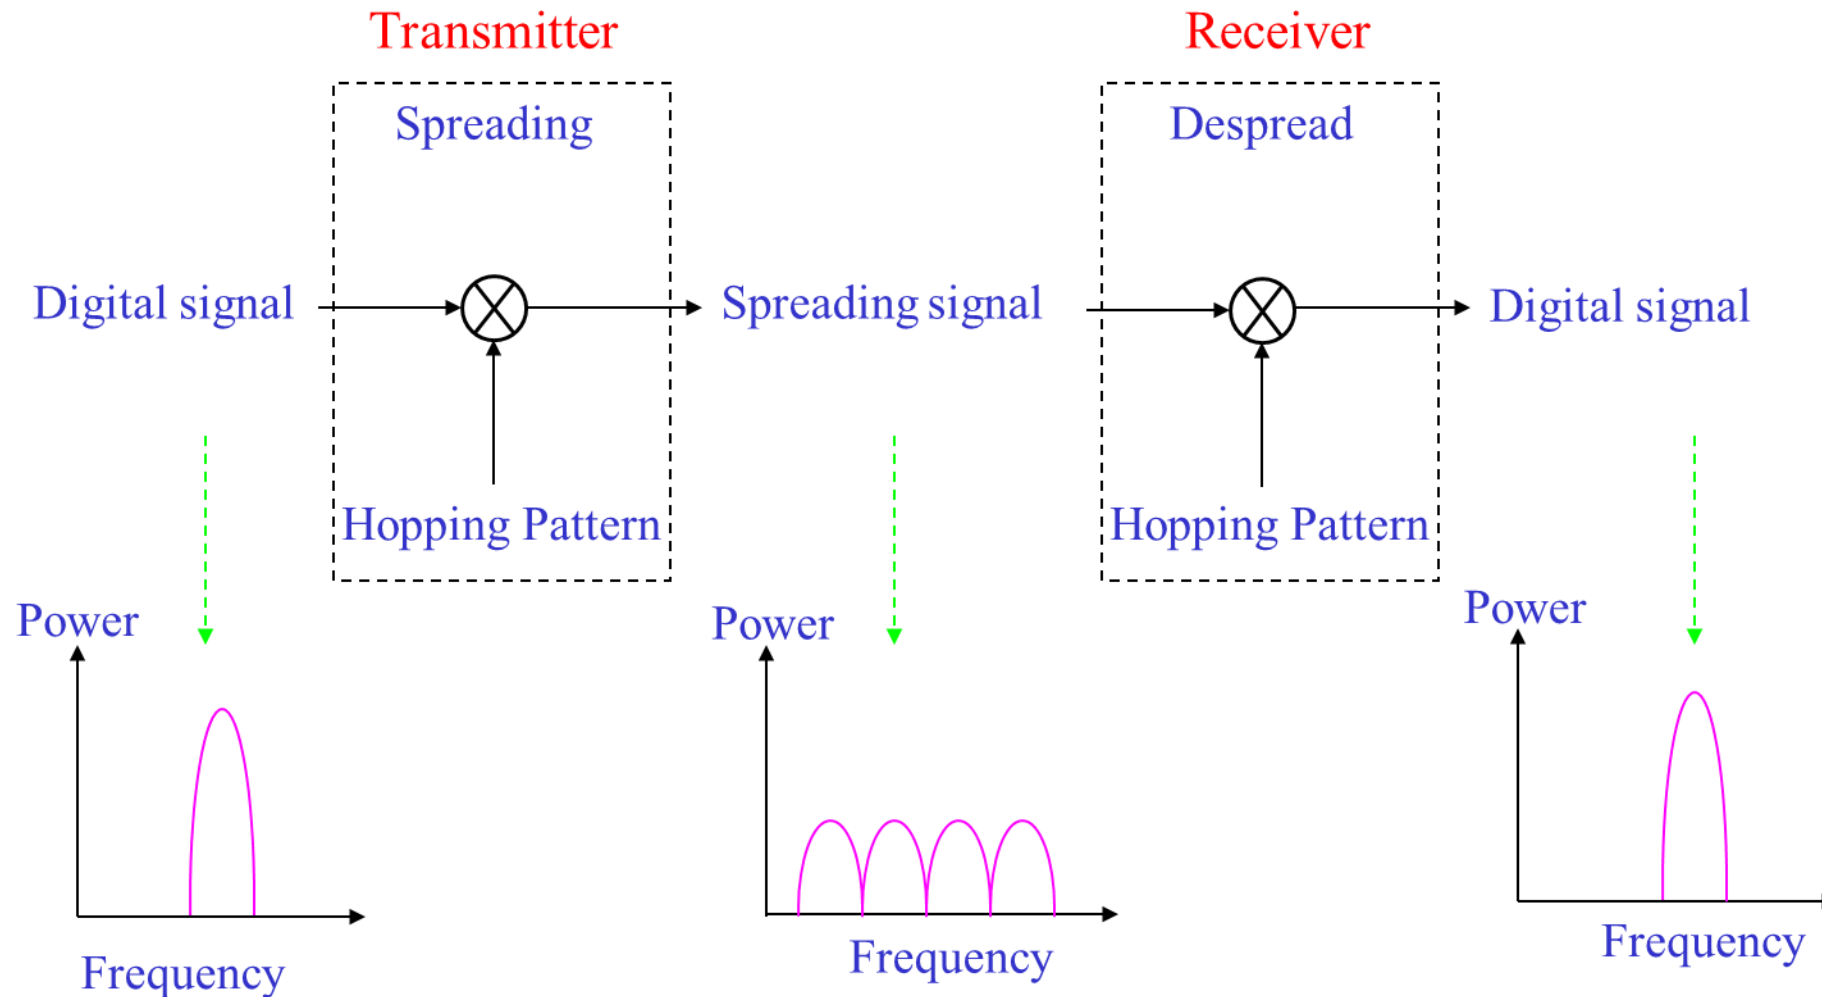 Transmitter
Receiver
Spreading
Despread
Digital signal
Spreading signal
Digital signal
Hopping Pattern
Hopping Pattern
Power
Power
Power
Frequency
Frequency
Frequency